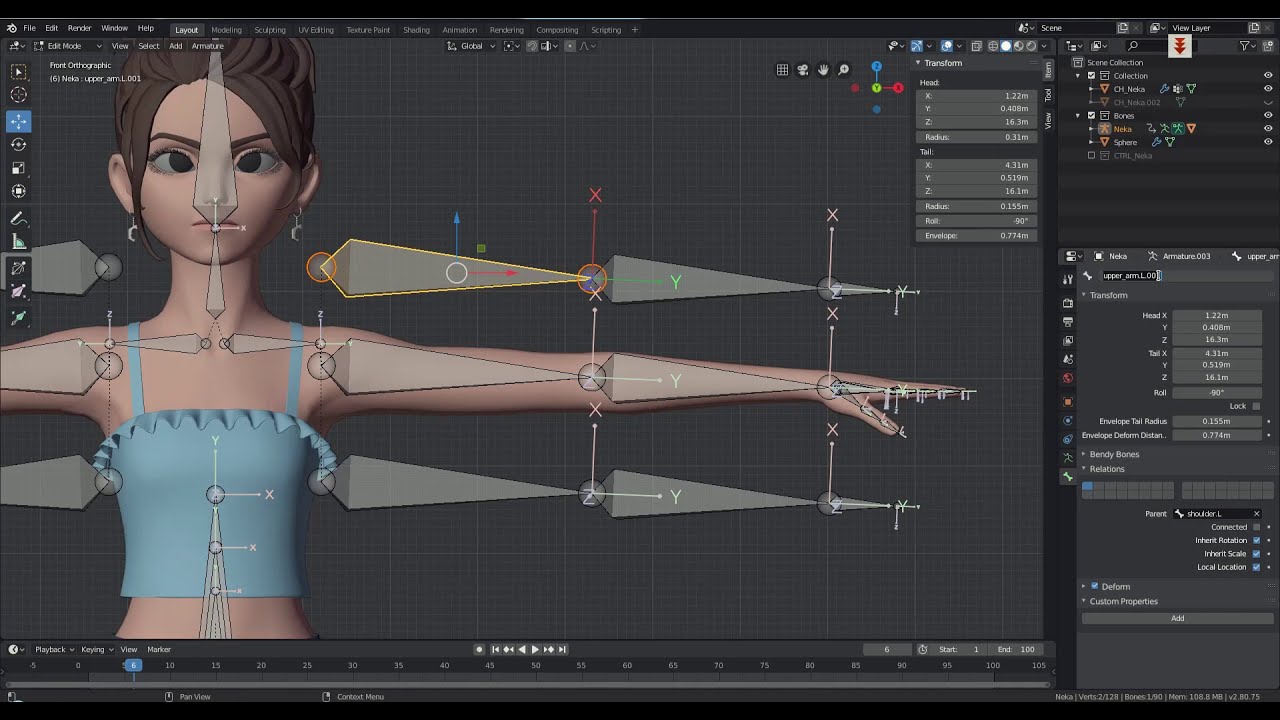 File Edit Render Window Help
Layout Modeling Sculpting UV Editing Texture Paint Shading Animation Rendering Compositing Scripting +
Scene
View Layer
Edit Mode View Select Add Armature
Global
Front Orthographic
(6) Neka : upper_arm.L.001
Transform
Head:
X: 1.22m
Y: 0.408m
Z: 16.3m
Radius: 0.31m
Tail:
X: 4.31m
Y: 0.519m
Z: 16.1m
Radius: 0.155m
Roll: -90°
Envelope: 0.774m
Item
Tool
View
Z
X
Y
Scene Collection
Collection
CH_Neka
CH_Neka.002
Bones
Neka
Sphere
CTRL_Neka
Neka
Armature.003
upper_arm
upper_arm.L.00
Transform
Head X 1.22m
Y 0.408m
Z 16.3m
Tail X 4.31m
Y 0.519m
Z 16.1m
Roll -90°
Lock
Envelope Tail Radius 0.155m
Envelope Deform Distan.. 0.774m
Bendy Bones
Relations
Parent shoulder.L
Connected
Inherit Rotation
Inherit Scale
Local Location
Deform
Custom Properties
Add
Playback Keying View Marker
6
Start: 1
End: 100
-5 0 5 6 10 15 20 25 30 35 40 45 50 55 60 65 70 75 80 85 90 95 100 105
Pan View
Context Menu
Neka | Verts:2/128 | Bones:1/90 | Mem: 108.8 MB | v2.80.75